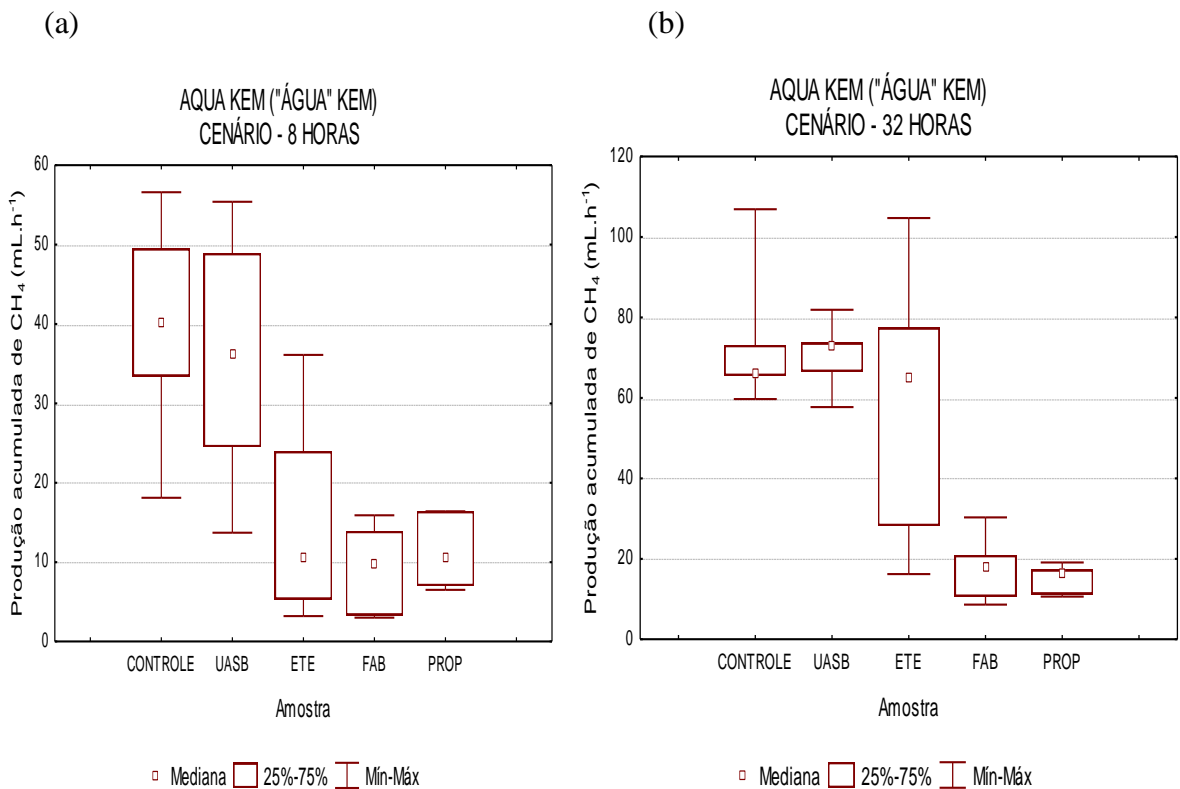 (a)
AQUA KEM ("ÁGUA" KEM)
CENÁRIO - 8 HORAS
Produção acumulada de CH₄ (mL.h⁻¹)
60
50
40
30
20
10
0
CONTROLE UASB ETE FAB PROP
Amostra
Mediana 25%-75% Mín-Máx
(b)
AQUA KEM ("ÁGUA" KEM)
CENÁRIO - 32 HORAS
Produção acumulada de CH₄ (mL.h⁻¹)
120
100
80
60
40
20
0
CONTROLE UASB ETE FAB PROP
Amostra
Mediana 25%-75% Mín-Máx